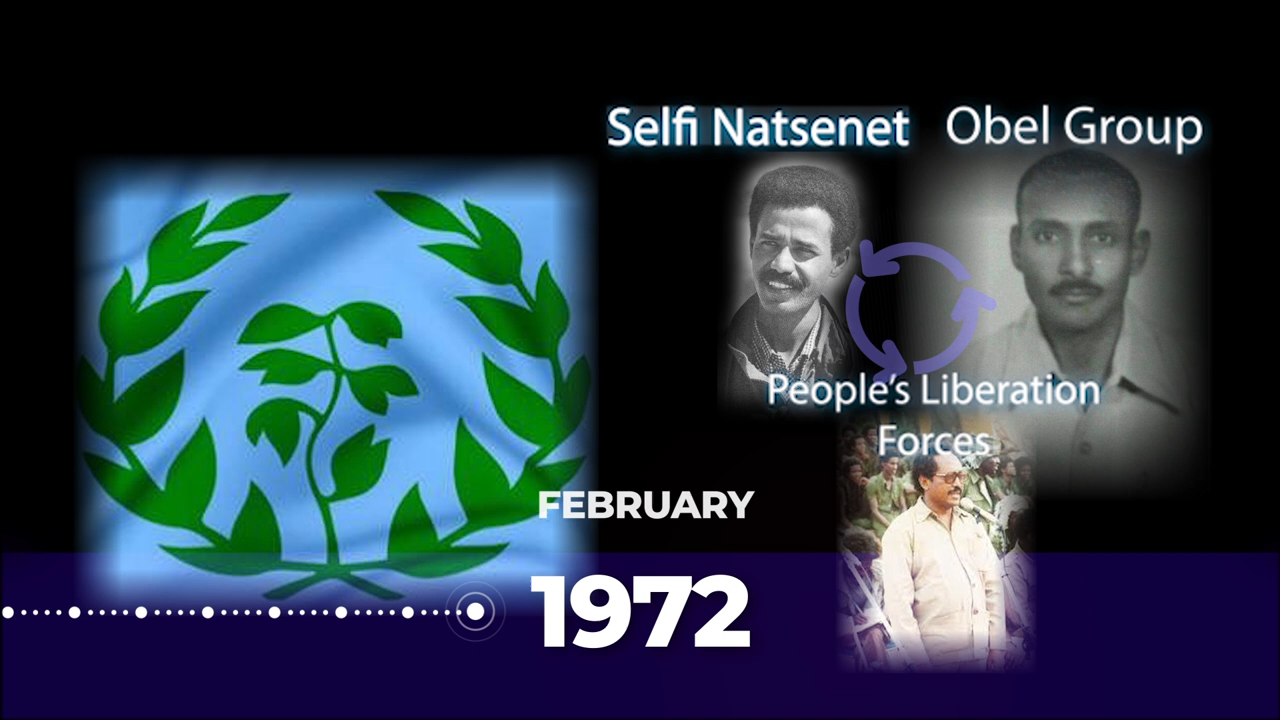 Selfi Natsenet
Obel Group
People's Liberation
Forces
FEBRUARY
1972